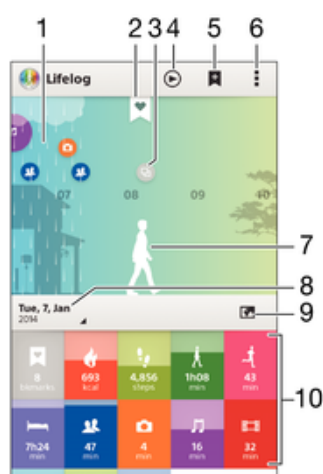 1 2 3 4 5 6
Lifelog
07 08 09 10
7
8
Tue, 7, Jan
2014
9
8 693 4,856 1h08 43
bkmarks kcal steps min min
10
7h24 47 4 16 32
min min min min min